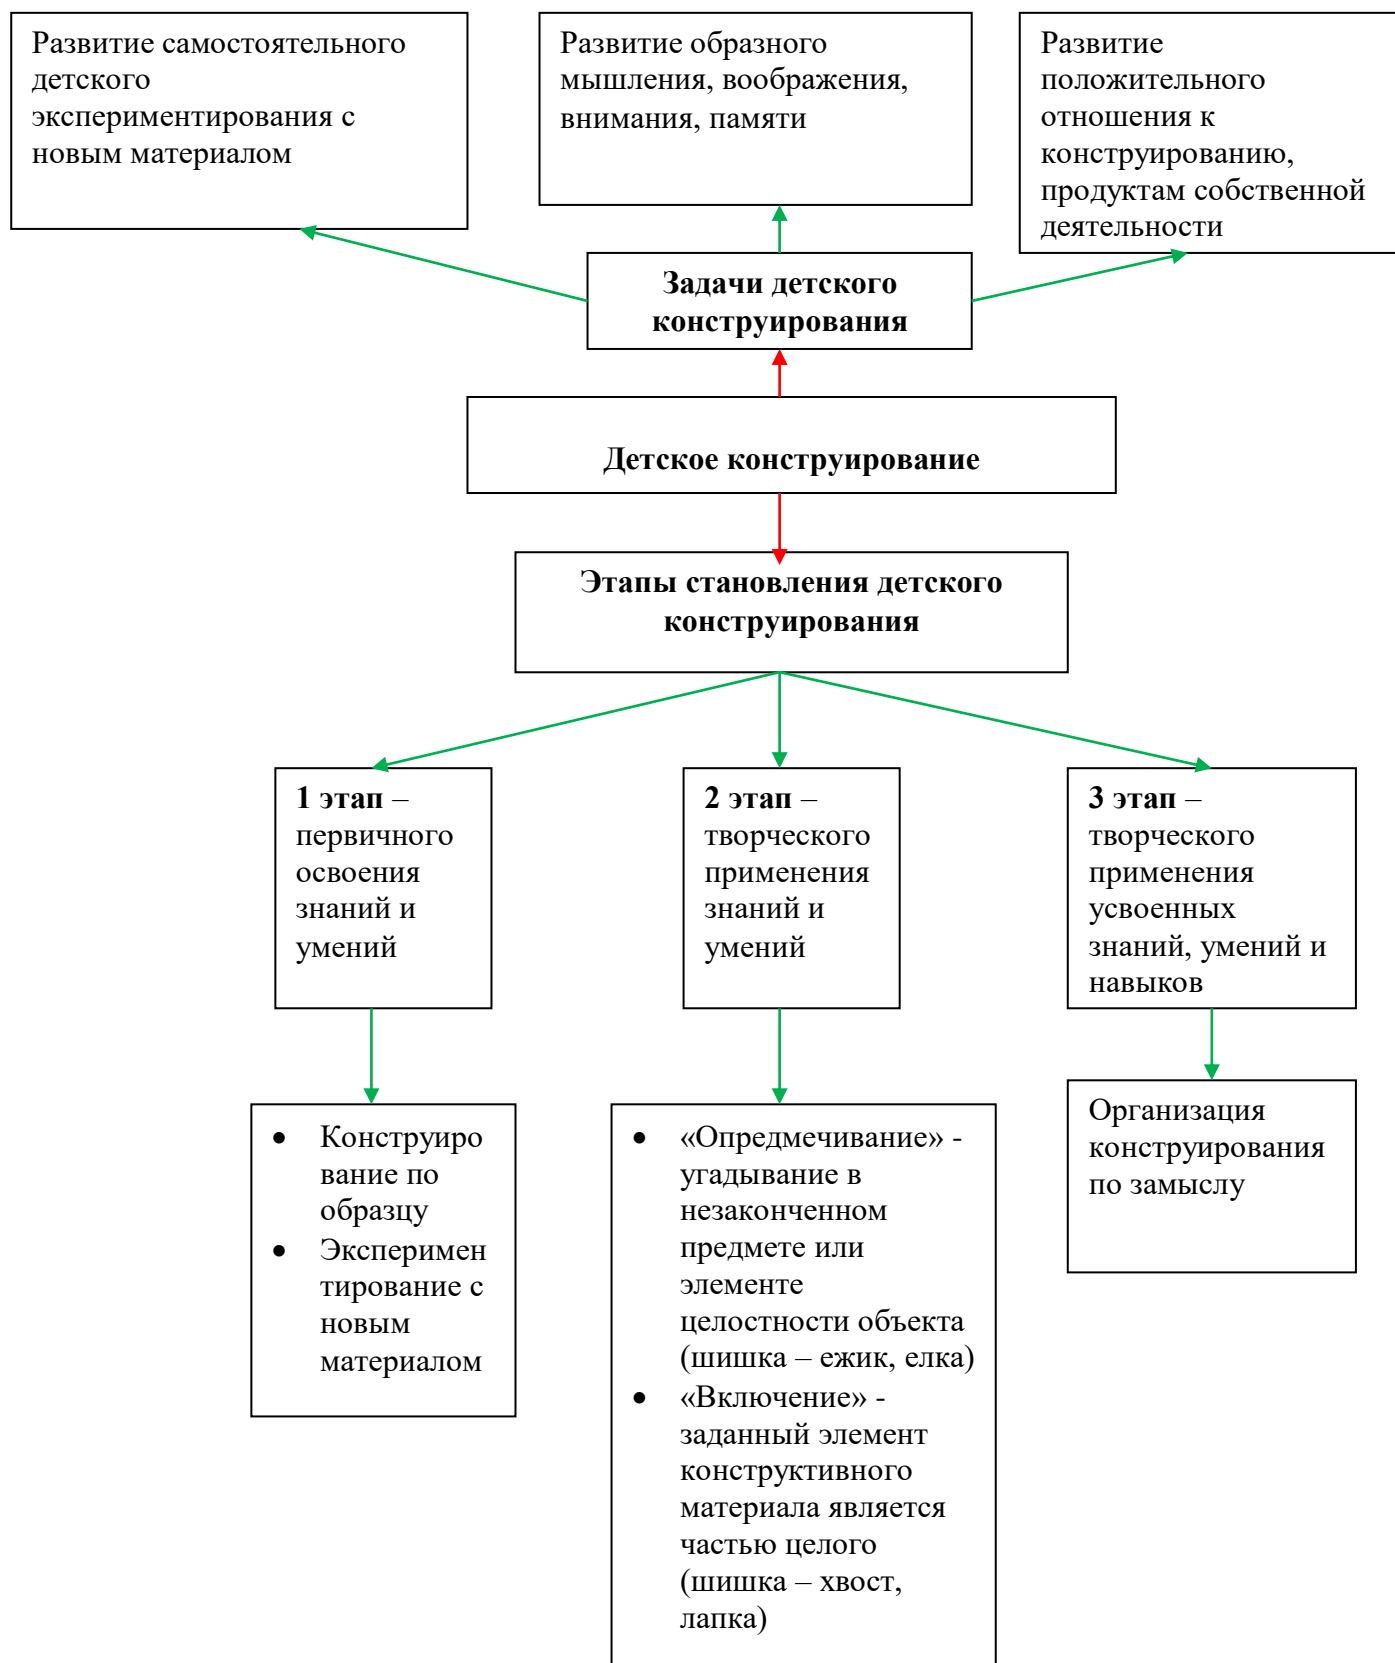 Развитие самостоятельного
детского
экспериментирования с
новым материалом
Развитие образного
мышления, воображения,
внимания, памяти
Развитие
положительного
отношения к
конструированию,
продуктам собственной
деятельности
Задачи детского
конструирования
Детское конструирование
Этапы становления детского
конструирования
1 этап –
первичного
освоения
знаний и
умений
2 этап –
творческого
применения
знаний и
умений
3 этап –
творческого
применения
усвоенных
знаний, умений и
навыков
• Конструиро
вание по
образцу
• Эксперимен
тирование с
новым
материалом
• «Опредмечивание» -
угадывание в
незаконченном
предмете или
элементе
целостности объекта
(шишка – ежик, елка)
• «Включение» -
заданный элемент
конструктивного
материала является
частью целого
(шишка – хвост,
лапка)
Организация
конструирования
по замыслу